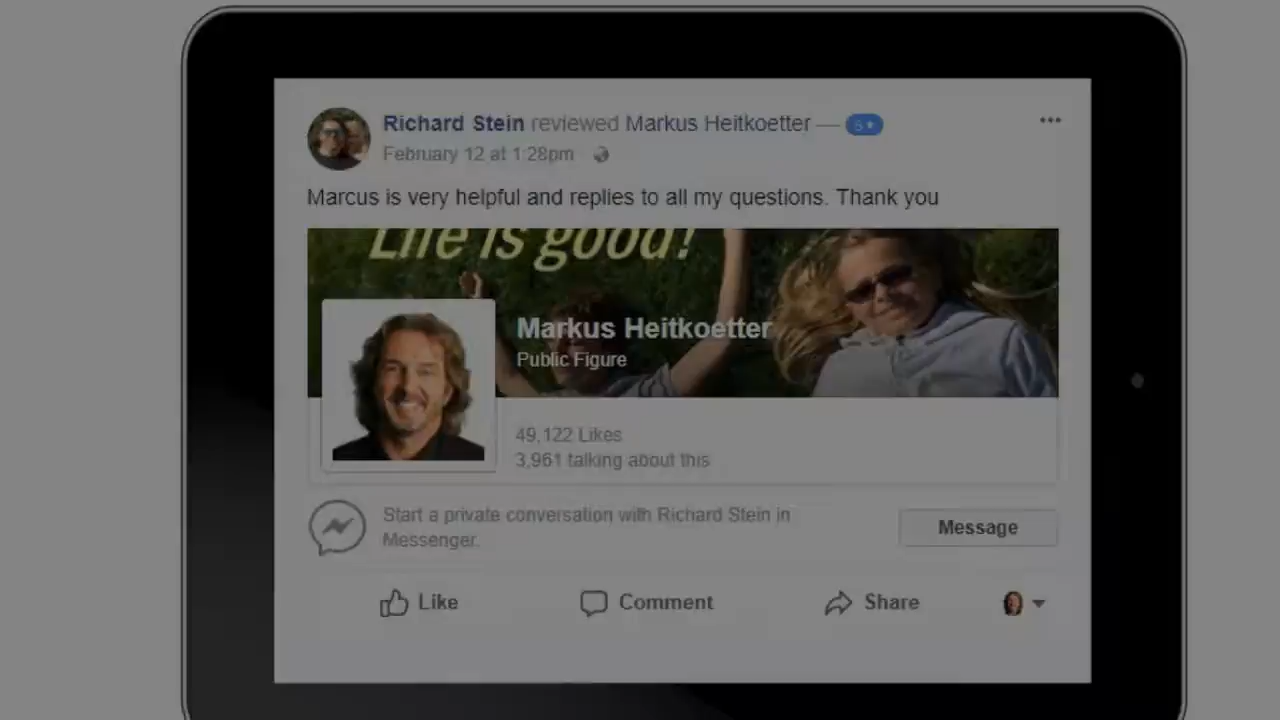 Richard Stein reviewed Markus Heitkoetter — 5★
February 12 at 1:28pm
Marcus is very helpful and replies to all my questions. Thank you
Life is good!
Markus Heitkoetter
Public Figure
49,122 Likes
3,961 talking about this
Start a private conversation with Richard Stein in
Messenger.
Message
Like Comment Share